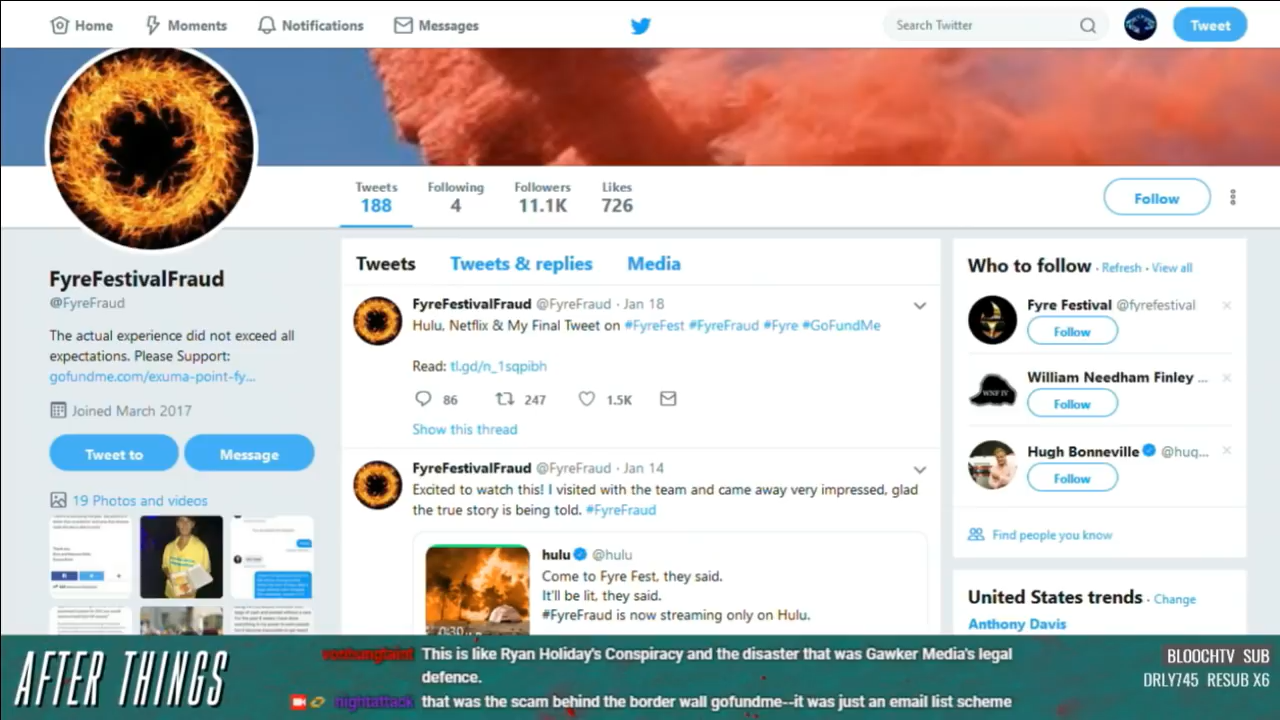 Home
Moments
Notifications
Messages
Search Twitter
Tweet
Tweets
188
Following
4
Followers
11.1K
Likes
726
Follow
FyreFestivalFraud
@FyreFraud
The actual experience did not exceed all
expectations. Please Support:
gofundme.com/exuma-point-fy...
Joined March 2017
Tweet to
Message
19 Photos and videos
Tweets
Tweets & replies
Media
FyreFestivalFraud @FyreFraud · Jan 18
Hulu, Netflix & My Final Tweet on #FyreFest #FyreFraud #Fyre #GoFundMe
Read: tl.gd/n_1sqpibh
86
247
1.5K
Show this thread
FyreFestivalFraud @FyreFraud · Jan 14
Excited to watch this! I visited with the team and came away very impressed, glad
the true story is being told. #FyreFraud
hulu @hulu
Come to Fyre Fest, they said.
It'll be lit, they said.
#FyreFraud is now streaming only on Hulu.
0:30
Who to follow · Refresh · View all
Fyre Festival @fyrefestival
Follow
William Needham Finley ...
Follow
Hugh Bonneville @hug...
Follow
Find people you know
United States trends · Change
Anthony Davis
AFTER THINGS
This is like Ryan Holiday's Conspiracy and the disaster that was Gawker Media's legal
defence.
nightattack that was the scam behind the border wall gofundme--it was just an email list scheme
BLOOCHTV SUB
DRLY745 RESUB X6